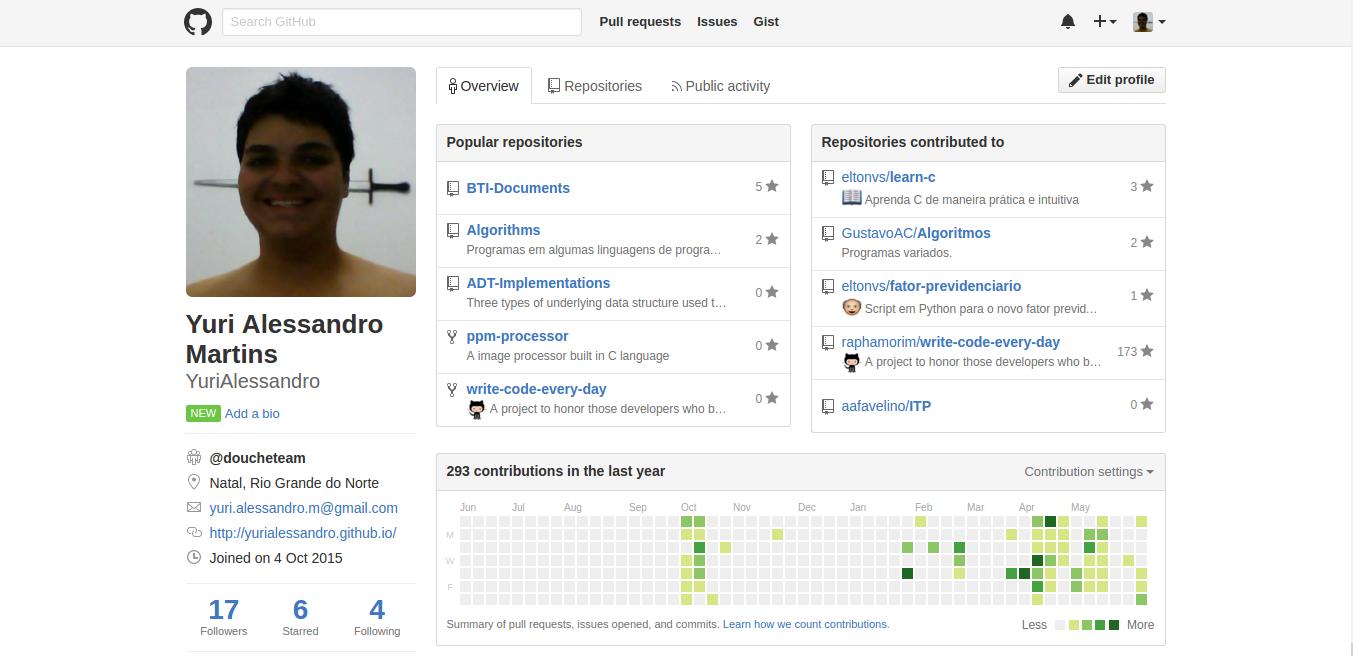 Search GitHub
Pull requests Issues Gist
Overview Repositories Public activity
Edit profile
Yuri Alessandro
Martins
YuriAlessandro
NEW Add a bio
@doucheteam
Natal, Rio Grande do Norte
yuri.alessandro.m@gmail.com
http://yurialessandro.github.io/
Joined on 4 Oct 2015
17 6 4
Followers Starred Following
Popular repositories
BTI-Documents 5
Algorithms 2
Programas em algumas linguagens de progra…
ADT-Implementations 0
Three types of underlying data structure used t…
ppm-processor 0
A image processor built in C language
write-code-every-day 0
A project to honor those developers who b…
Repositories contributed to
eltonvs/learn-c 3
Aprenda C de maneira prática e intuitiva
GustavoAC/Algoritmos 2
Programas variados.
eltonvs/fator-previdenciario 1
Script em Python para o novo fator previd…
raphamorim/write-code-every-day 173
A project to honor those developers who b…
aafavelino/ITP 0
293 contributions in the last year Contribution settings
Jun Jul Aug Sep Oct Nov Dec Jan Feb Mar Apr May
M
W
F
Summary of pull requests, issues opened, and commits. Learn how we count contributions. Less More